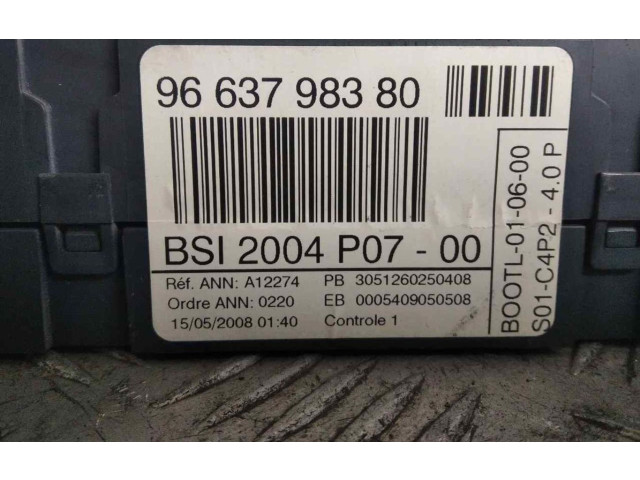 96 637 983 80
BSI 2004 P07 - 00
Réf. ANN: A12274 PB 3051260250408
Ordre ANN: 0220 EB 0005409050508
15/05/2008 01:40 Controle 1
BOOTL-01-06-00
S01-C4P2 - 4.0 P